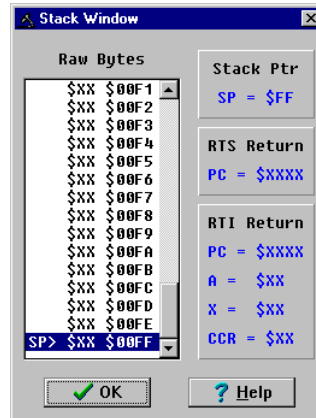 Stack Window
Raw Bytes
$XX $00F1
$XX $00F2
$XX $00F3
$XX $00F4
$XX $00F5
$XX $00F6
$XX $00F7
$XX $00F8
$XX $00F9
$XX $00FA
$XX $00FB
$XX $00FC
$XX $00FD
$XX $00FE
SP> $XX $00FF
Stack Ptr
SP = $FF
RTS Return
PC = $XXXX
RTI Return
PC = $XXXX
A = $XX
X = $XX
CCR = $XX
OK
? Help